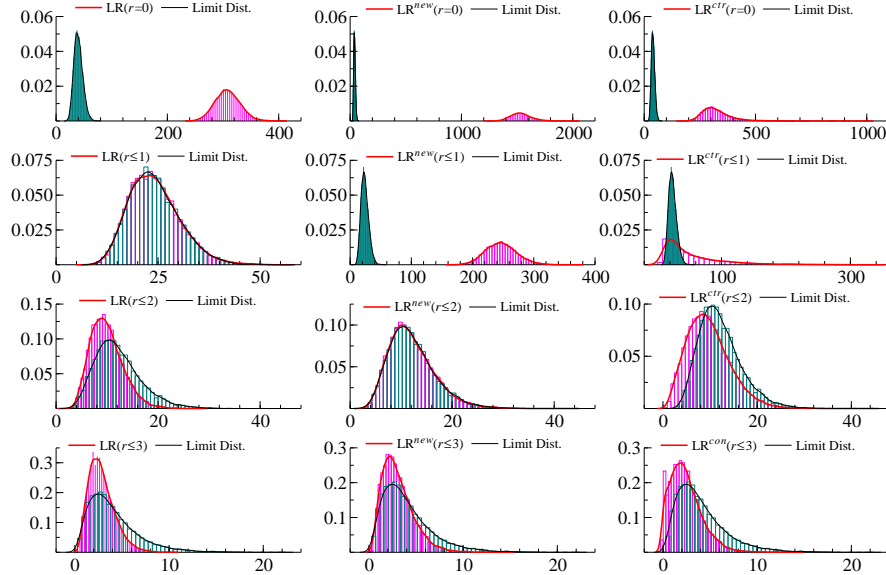 LR(r=0) Limit Dist. LR^new(r=0) Limit Dist. LR^ctr(r=0) Limit Dist.
0.06 0.06 0.06
0.04 0.04 0.04
0.02 0.02 0.02
0 200 400 0 1000 2000 0 500 1000
LR(r≤1) Limit Dist. LR^new(r≤1) Limit Dist. LR^ctr(r≤1) Limit Dist.
0.075 0.075 0.075
0.050 0.050 0.050
0.025 0.025 0.025
0 25 50 0 100 200 300 400 100 300
LR(r≤2) Limit Dist. LR^new(r≤2) Limit Dist. LR^ctr(r≤2) Limit Dist.
0.15 0.10 0.10
0.10 0.05 0.05
0.05
0 20 40 0 20 40 0 20 40
LR(r≤3) Limit Dist. LR^new(r≤3) Limit Dist. LR^con(r≤3) Limit Dist.
0.3 0.3 0.3
0.2 0.2 0.2
0.1 0.1 0.1
0 10 20 0 10 20 0 10 20